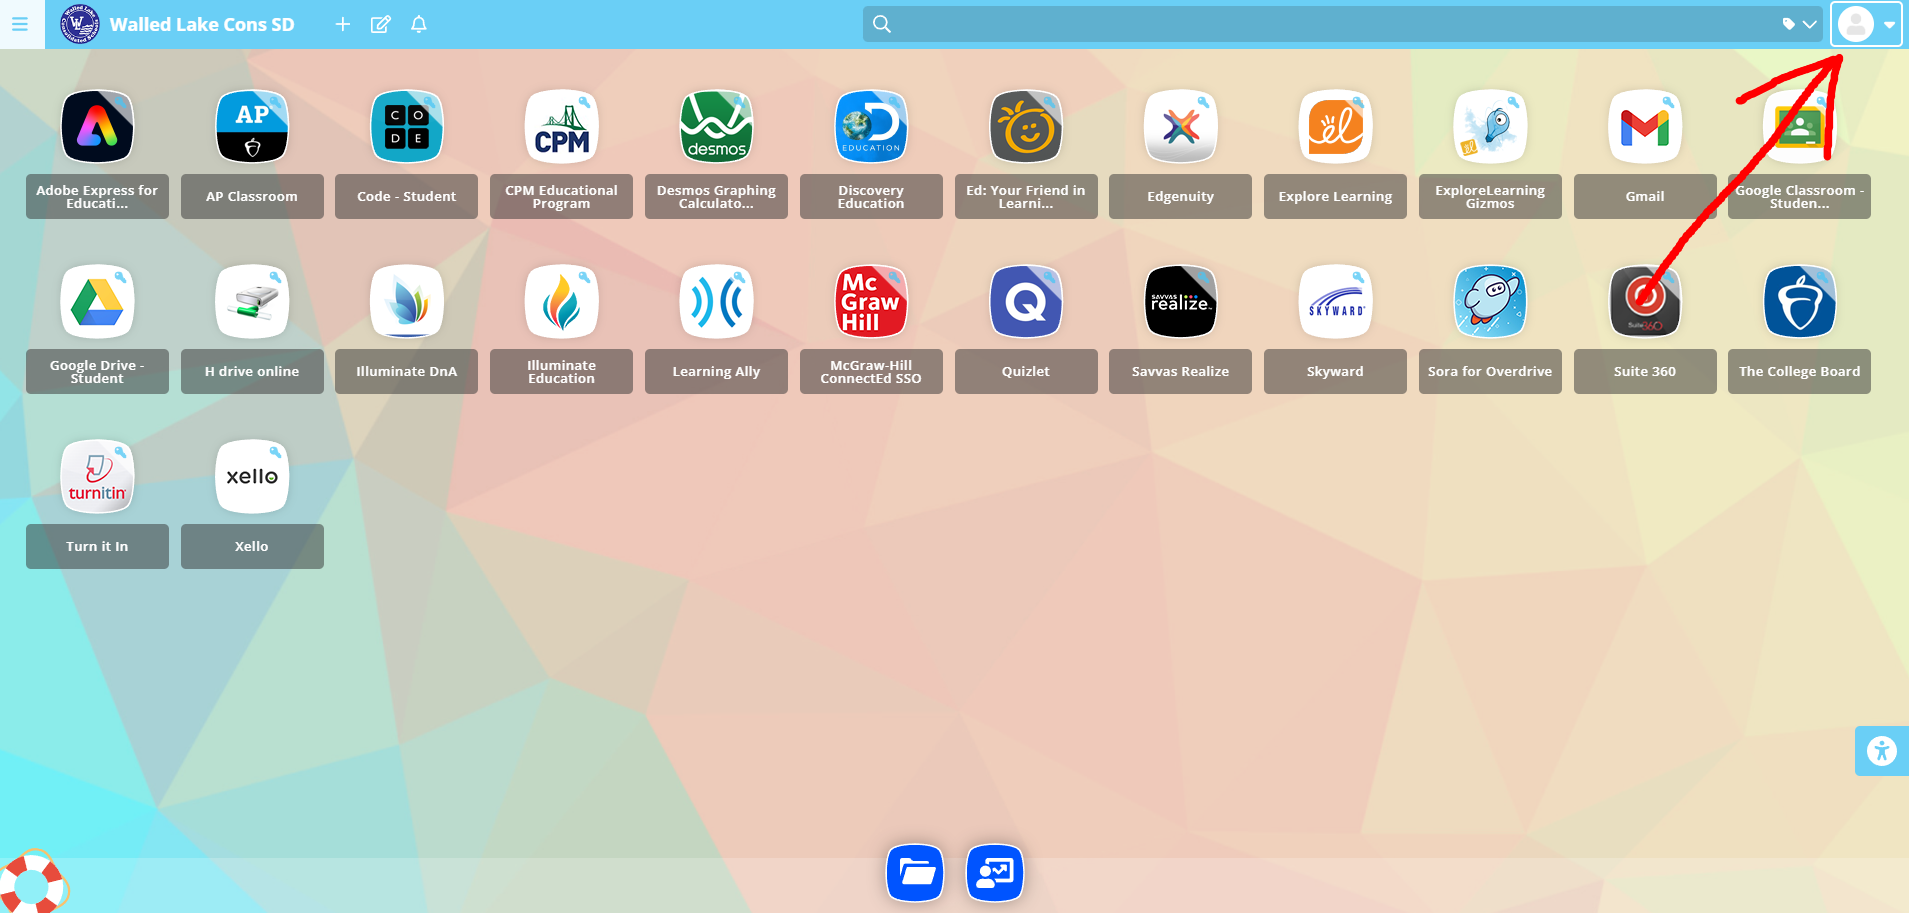 Walled Lake Cons SD
AP
C O
D E
CPM
desmos
D
EDUCATION
el
el
Adobe Express for
Educati...
AP Classroom
Code - Student
CPM Educational
Program
Desmos Graphing
Calculato...
Discovery
Education
Ed: Your Friend in
Learni...
Edgenuity
Explore Learning
ExploreLearning
Gizmos
Gmail
Google Classroom -
Studen...
Mc
Graw
Hill
Q
SAVVAS
realize™
SKYWARD
Suite360
Google Drive -
Student
H drive online
Illuminate DnA
Illuminate
Education
Learning Ally
McGraw-Hill
ConnectEd SSO
Quizlet
Savvas Realize
Skyward
Sora for Overdrive
Suite 360
The College Board
turnitin
xello
Turn it In
Xello